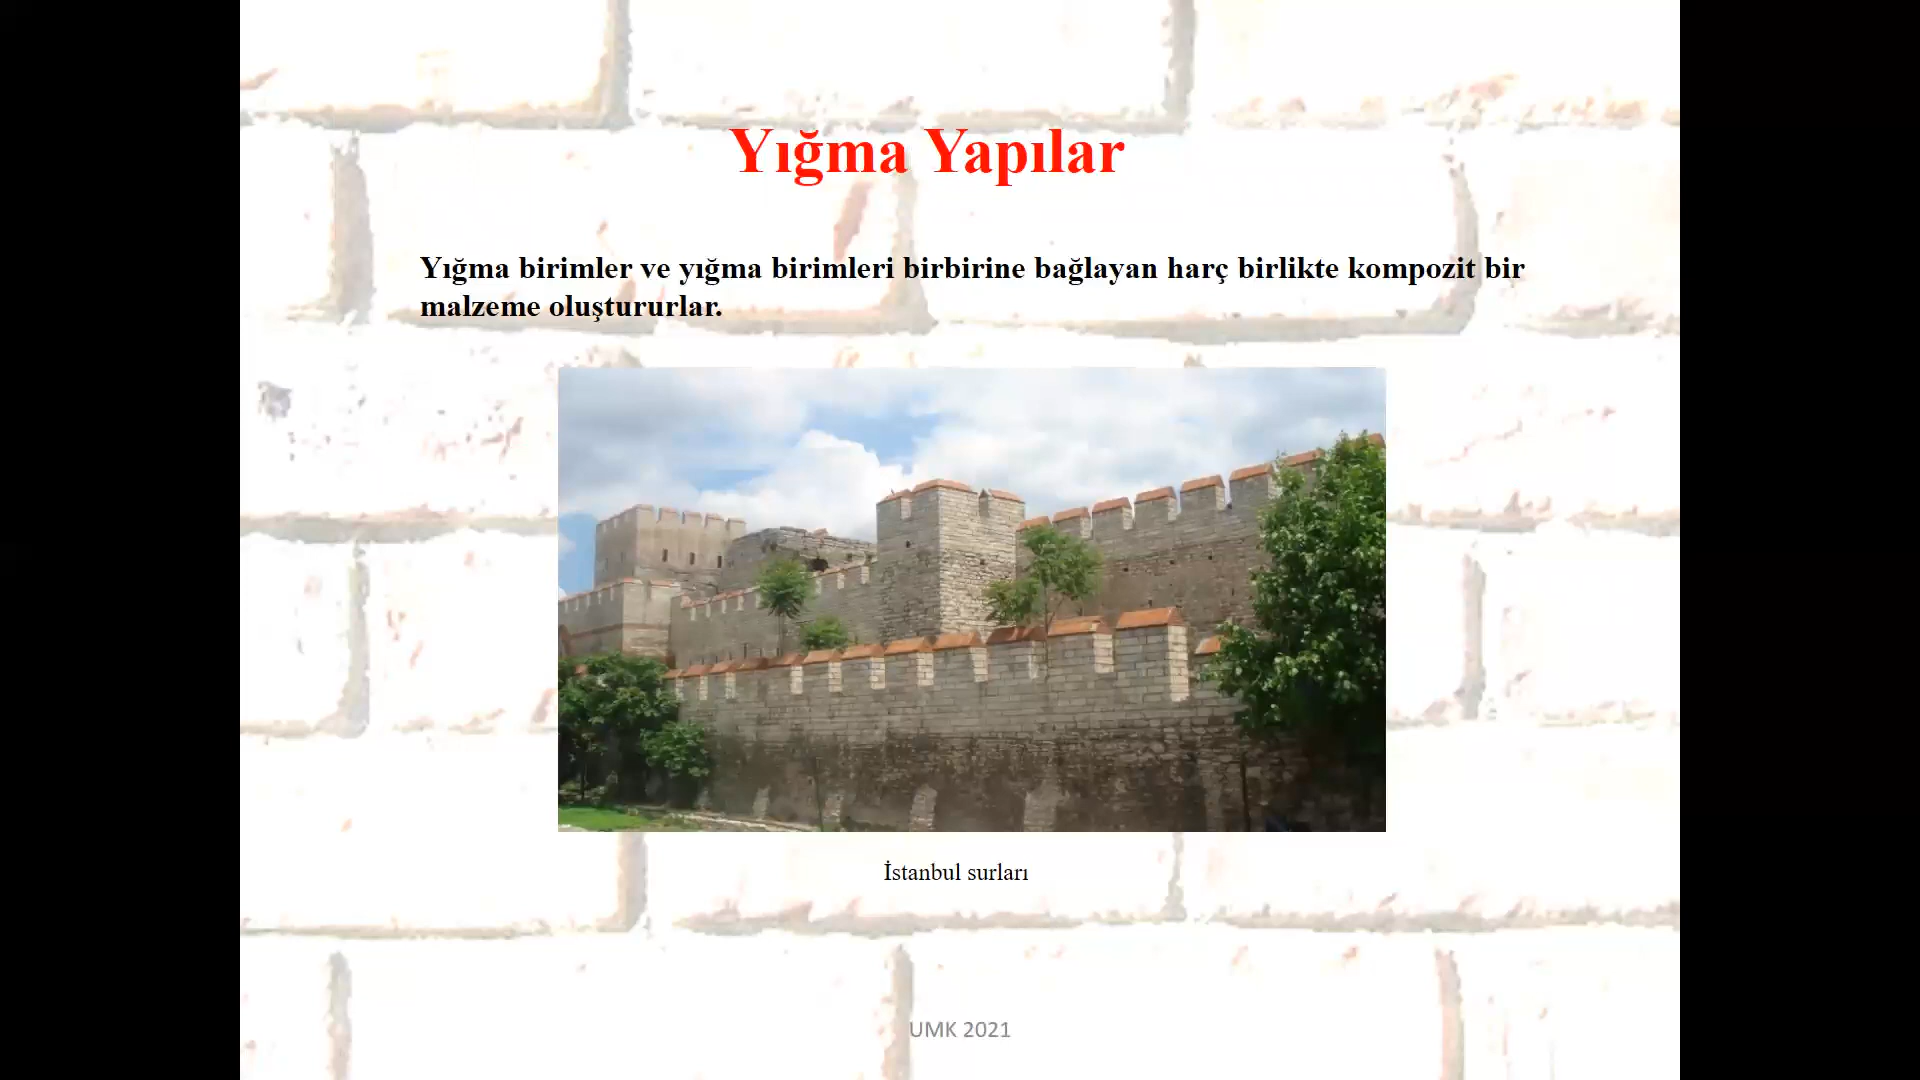 Yığma Yapılar
Yığma birimler ve yığma birimleri birbirine bağlayan harç birlikte kompozit bir
malzeme oluştururlar.
İstanbul surları
UMK 2021